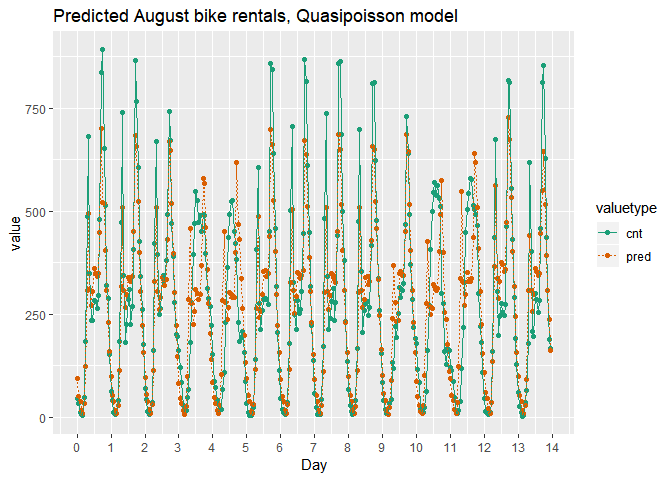 Predicted August bike rentals, Quasipoisson model
value
750
500
250
0
0 1 2 3 4 5 6 7 8 9 10 11 12 13 14
Day
valuetype
cnt
pred